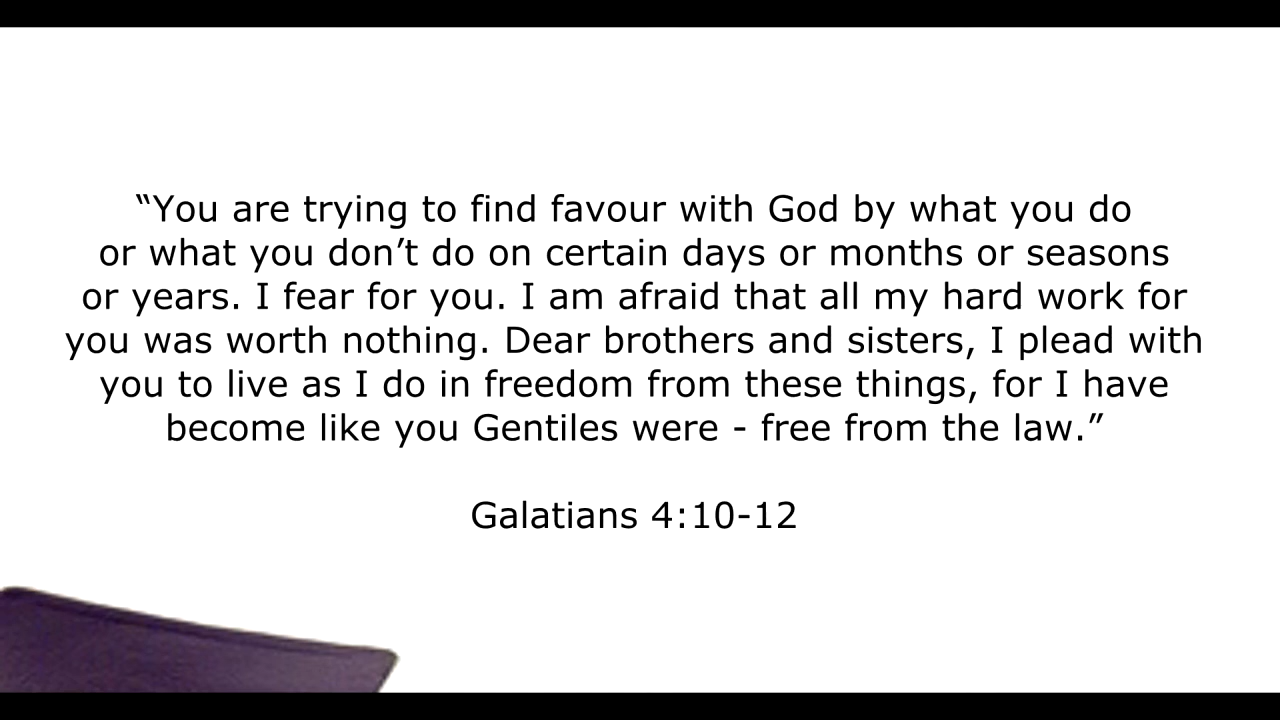 “You are trying to find favour with God by what you do
or what you don’t do on certain days or months or seasons
or years. I fear for you. I am afraid that all my hard work for
you was worth nothing. Dear brothers and sisters, I plead with
you to live as I do in freedom from these things, for I have
become like you Gentiles were - free from the law.”
Galatians 4:10-12